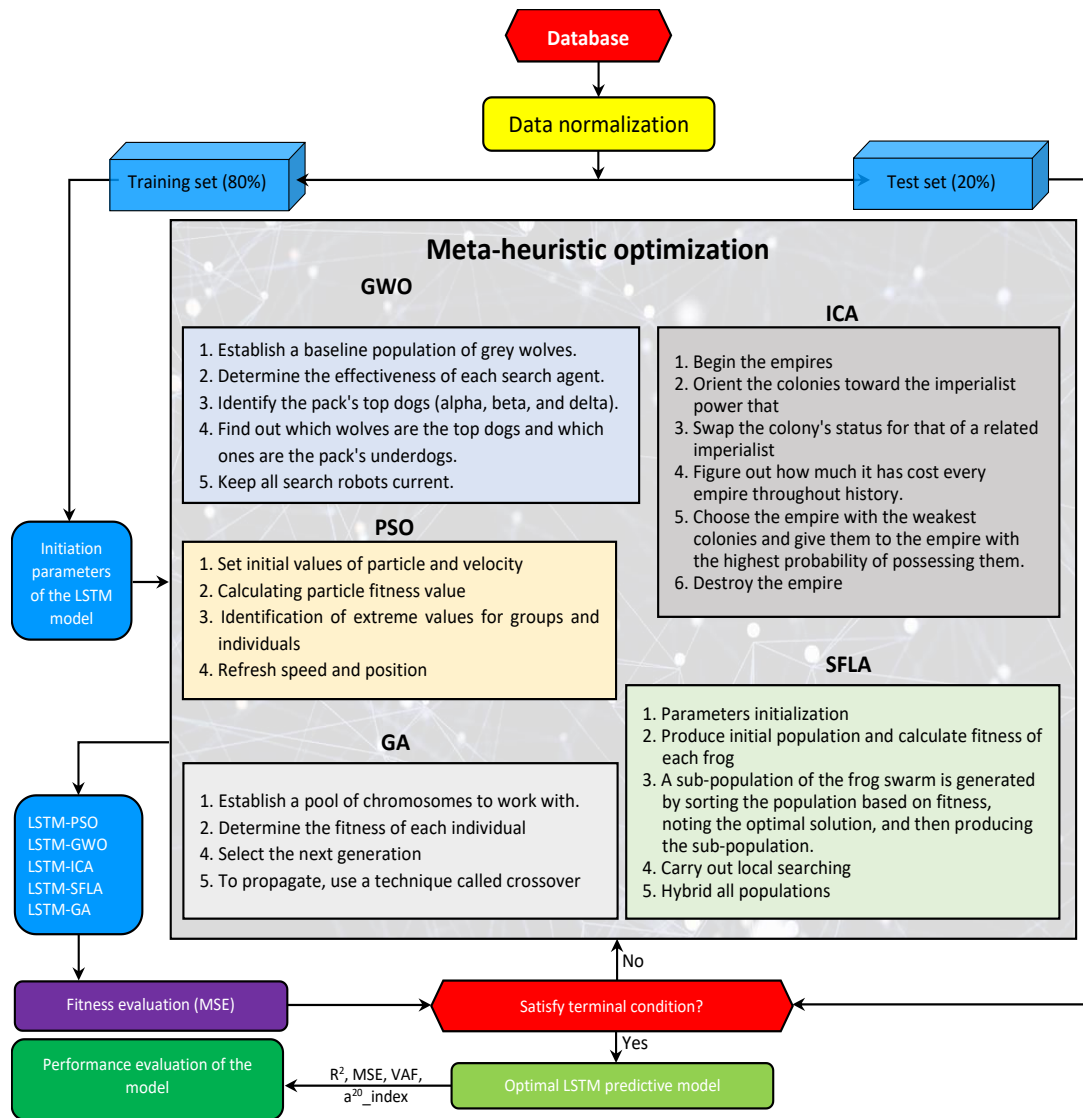 Database
Data normalization
Training set (80%)
Test set (20%)
Meta-heuristic optimization
GWO
1. Establish a baseline population of grey wolves.
2. Determine the effectiveness of each search agent.
3. Identify the pack's top dogs (alpha, beta, and delta).
4. Find out which wolves are the top dogs and which
ones are the pack's underdogs.
5. Keep all search robots current.
ICA
1. Begin the empires
2. Orient the colonies toward the imperialist
power that
3. Swap the colony's status for that of a related
imperialist
4. Figure out how much it has cost every
empire throughout history.
5. Choose the empire with the weakest
colonies and give them to the empire with
the highest probability of possessing them.
6. Destroy the empire
Initiation
parameters
of the LSTM
model
PSO
1. Set initial values of particle and velocity
2. Calculating particle fitness value
3. Identification of extreme values for groups and
individuals
4. Refresh speed and position
SFLA
1. Parameters initialization
2. Produce initial population and calculate fitness of
each frog
3. A sub-population of the frog swarm is generated
by sorting the population based on fitness,
noting the optimal solution, and then producing
the sub-population.
4. Carry out local searching
5. Hybrid all populations
GA
1. Establish a pool of chromosomes to work with.
2. Determine the fitness of each individual
4. Select the next generation
5. To propagate, use a technique called crossover
LSTM-PSO
LSTM-GWO
LSTM-ICA
LSTM-SFLA
LSTM-GA
No
Fitness evaluation (MSE)
Satisfy terminal condition?
Yes
Performance evaluation of the
model
R², MSE, VAF,
a²⁰_index
Optimal LSTM predictive model